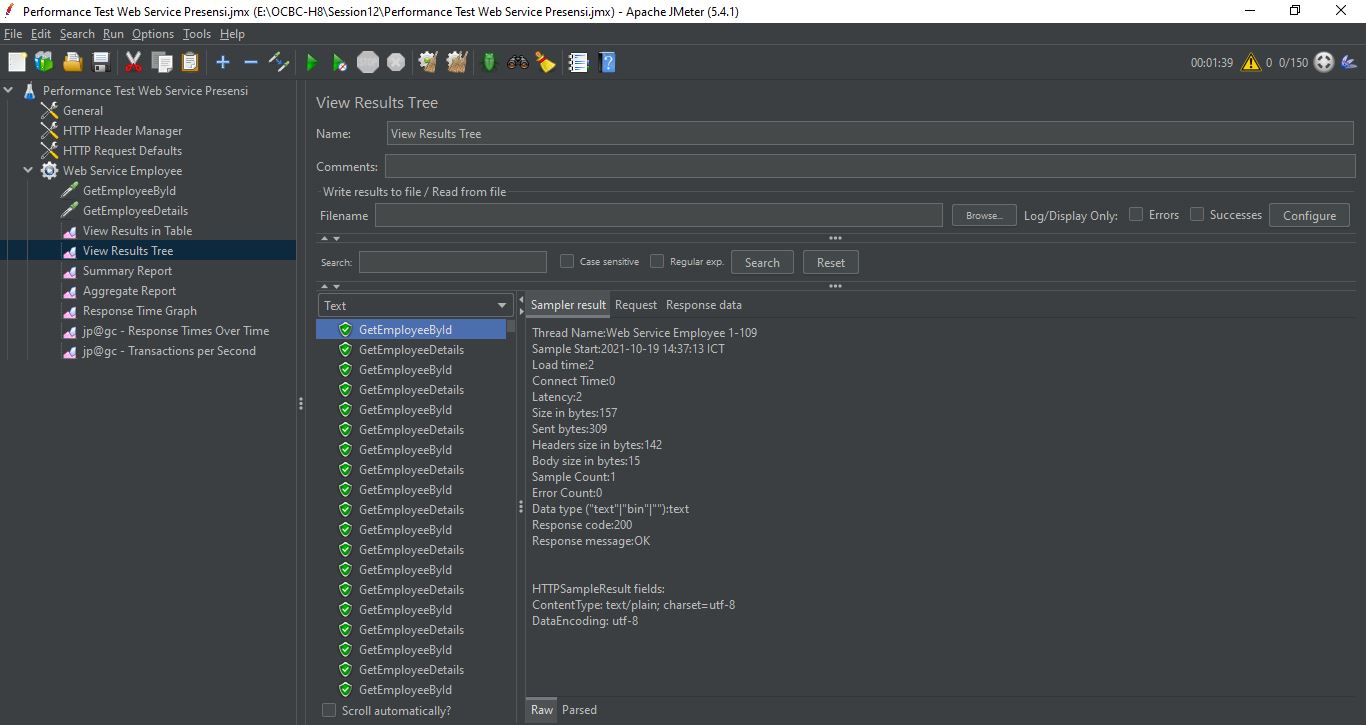 Performance Test Web Service Presensi.jmx (E:\OCBC-H8\Session12\Performance Test Web Service Presensi.jmx) - Apache JMeter (5.4.1)
File Edit Search Run Options Tools Help
STOP 00:01:39 0 0/150
Performance Test Web Service Presensi
General
HTTP Header Manager
HTTP Request Defaults
Web Service Employee
GetEmployeeById
GetEmployeeDetails
View Results in Table
View Results Tree
Summary Report
Aggregate Report
Response Time Graph
jp@gc - Response Times Over Time
jp@gc - Transactions per Second
View Results Tree
Name: View Results Tree
Comments:
Write results to file / Read from file
Filename Browse... Log/Display Only: Errors Successes Configure
Search: Case sensitive Regular exp. Search Reset
Text
GetEmployeeById
GetEmployeeDetails
GetEmployeeById
GetEmployeeDetails
GetEmployeeById
GetEmployeeDetails
GetEmployeeById
GetEmployeeDetails
GetEmployeeById
GetEmployeeDetails
GetEmployeeById
GetEmployeeDetails
GetEmployeeById
GetEmployeeDetails
GetEmployeeById
GetEmployeeDetails
GetEmployeeById
GetEmployeeDetails
GetEmployeeById
Scroll automatically?
Sampler result Request Response data
Thread Name:Web Service Employee 1-109
Sample Start:2021-10-19 14:37:13 ICT
Load time:2
Connect Time:0
Latency:2
Size in bytes:157
Sent bytes:309
Headers size in bytes:142
Body size in bytes:15
Sample Count:1
Error Count:0
Data type ("text"|"bin"|""):text
Response code:200
Response message:OK
HTTPSampleResult fields:
ContentType: text/plain; charset=utf-8
DataEncoding: utf-8
Raw Parsed